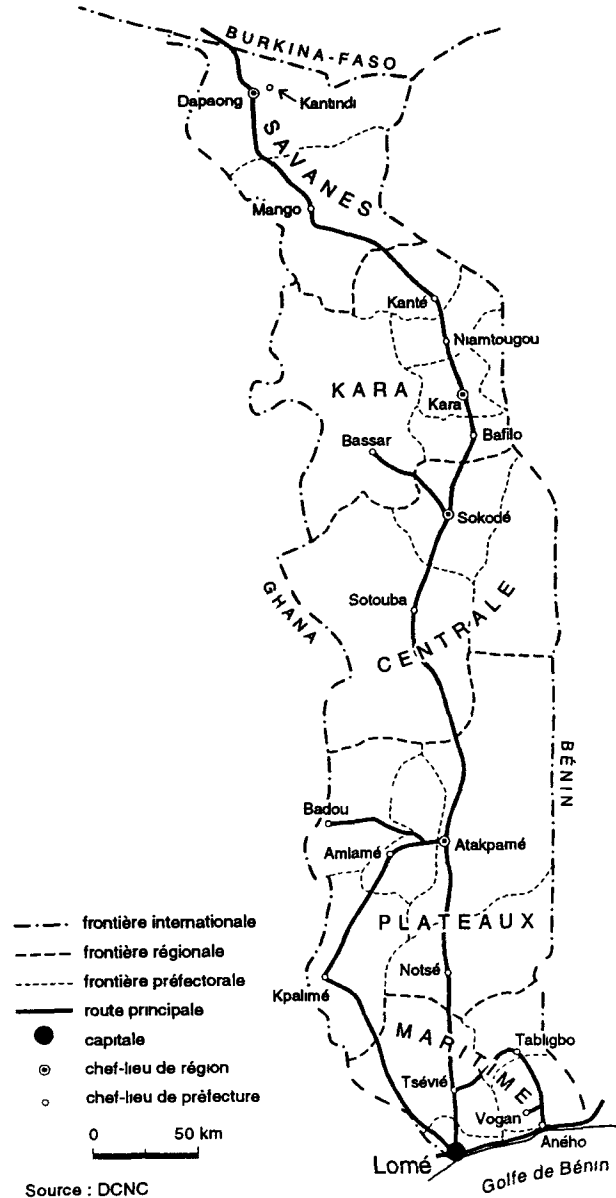 BURKINA-FASO
Dapaong
Kantindi
SAVANES
Mango
Kanté
Niamtougou
KARA
Kara
Bassar
Bafilo
Sokodé
GHANA
Sotouba
CENTRALE
BÉNIN
Badou
Amlamé
Atakpamé
PLATEAUX
frontière internationale
frontière régionale
frontière préfectorale
route principale
capitale
chef-lieu de région
chef-lieu de préfecture
0 50 km
Source : DCNC
Kpalimé
Notsé
MARITIME
Tabligbo
Tsévié
Vogan
Aného
Lomé
Golfe de Bénin